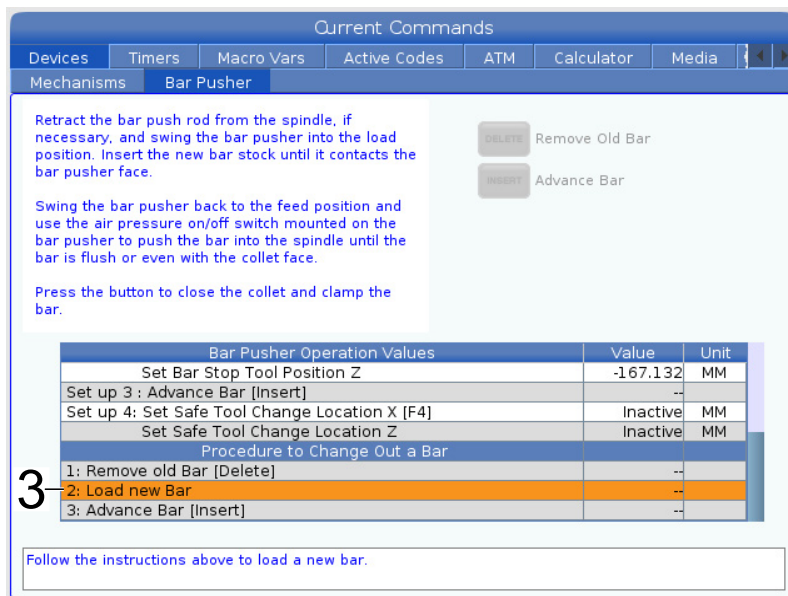 Current Commands
Devices Timers Macro Vars Active Codes ATM Calculator Media
Mechanisms Bar Pusher
Retract the bar push rod from the spindle, if
necessary, and swing the bar pusher into the load
position. Insert the new bar stock until it contacts the
bar pusher face.
Swing the bar pusher back to the feed position and
use the air pressure on/off switch mounted on the
bar pusher to push the bar into the spindle until the
bar is flush or even with the collet face.
Press the button to close the collet and clamp the
bar.
DELETE Remove Old Bar
INSERT Advance Bar
Bar Pusher Operation Values Value Unit
Set Bar Stop Tool Position Z -167.132 MM
Set up 3 : Advance Bar [Insert] --
Set up 4: Set Safe Tool Change Location X [F4] Inactive MM
Set Safe Tool Change Location Z Inactive MM
Procedure to Change Out a Bar
1: Remove old Bar [Delete] --
3 2: Load new Bar --
3: Advance Bar [Insert] --
Follow the instructions above to load a new bar.